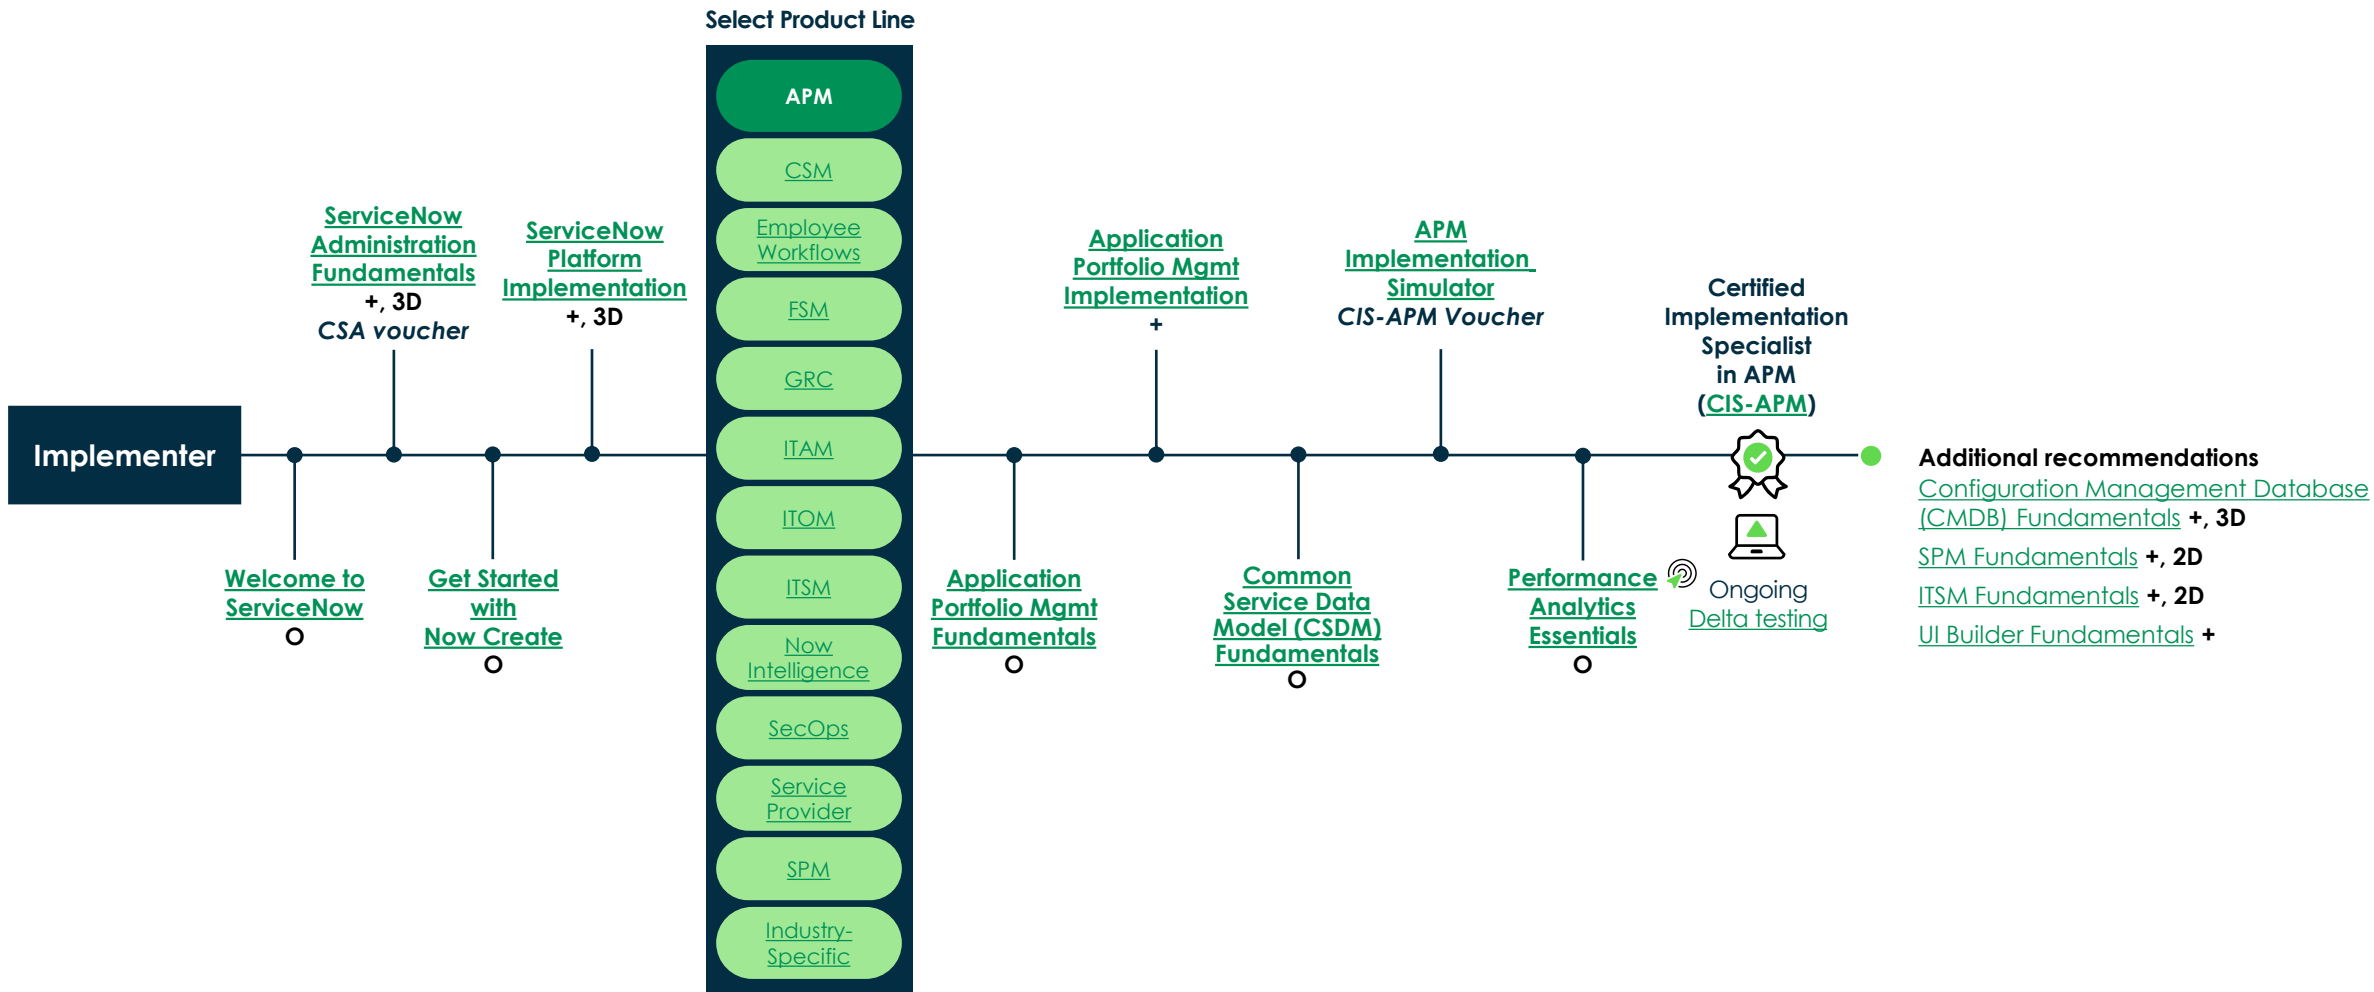 Select Product Line
APM
CSM
Employee
Workflows
FSM
GRC
ITAM
ITOM
ITSM
Now
Intelligence
SecOps
Service
Provider
SPM
Industry-
Specific
Implementer
Welcome to
ServiceNow
O
ServiceNow
Administration
Fundamentals
+, 3D
CSA voucher
Get Started
with
Now Create
O
ServiceNow
Platform
Implementation
+, 3D
Application
Portfolio Mgmt
Fundamentals
O
Application
Portfolio Mgmt
Implementation
+
Common
Service Data
Model (CSDM)
Fundamentals
O
APM
Implementation
Simulator
CIS-APM Voucher
Performance
Analytics
Essentials
O
Certified
Implementation
Specialist
in APM
(CIS-APM)
Ongoing
Delta testing
Additional recommendations
Configuration Management Database
(CMDB) Fundamentals +, 3D
SPM Fundamentals +, 2D
ITSM Fundamentals +, 2D
UI Builder Fundamentals +